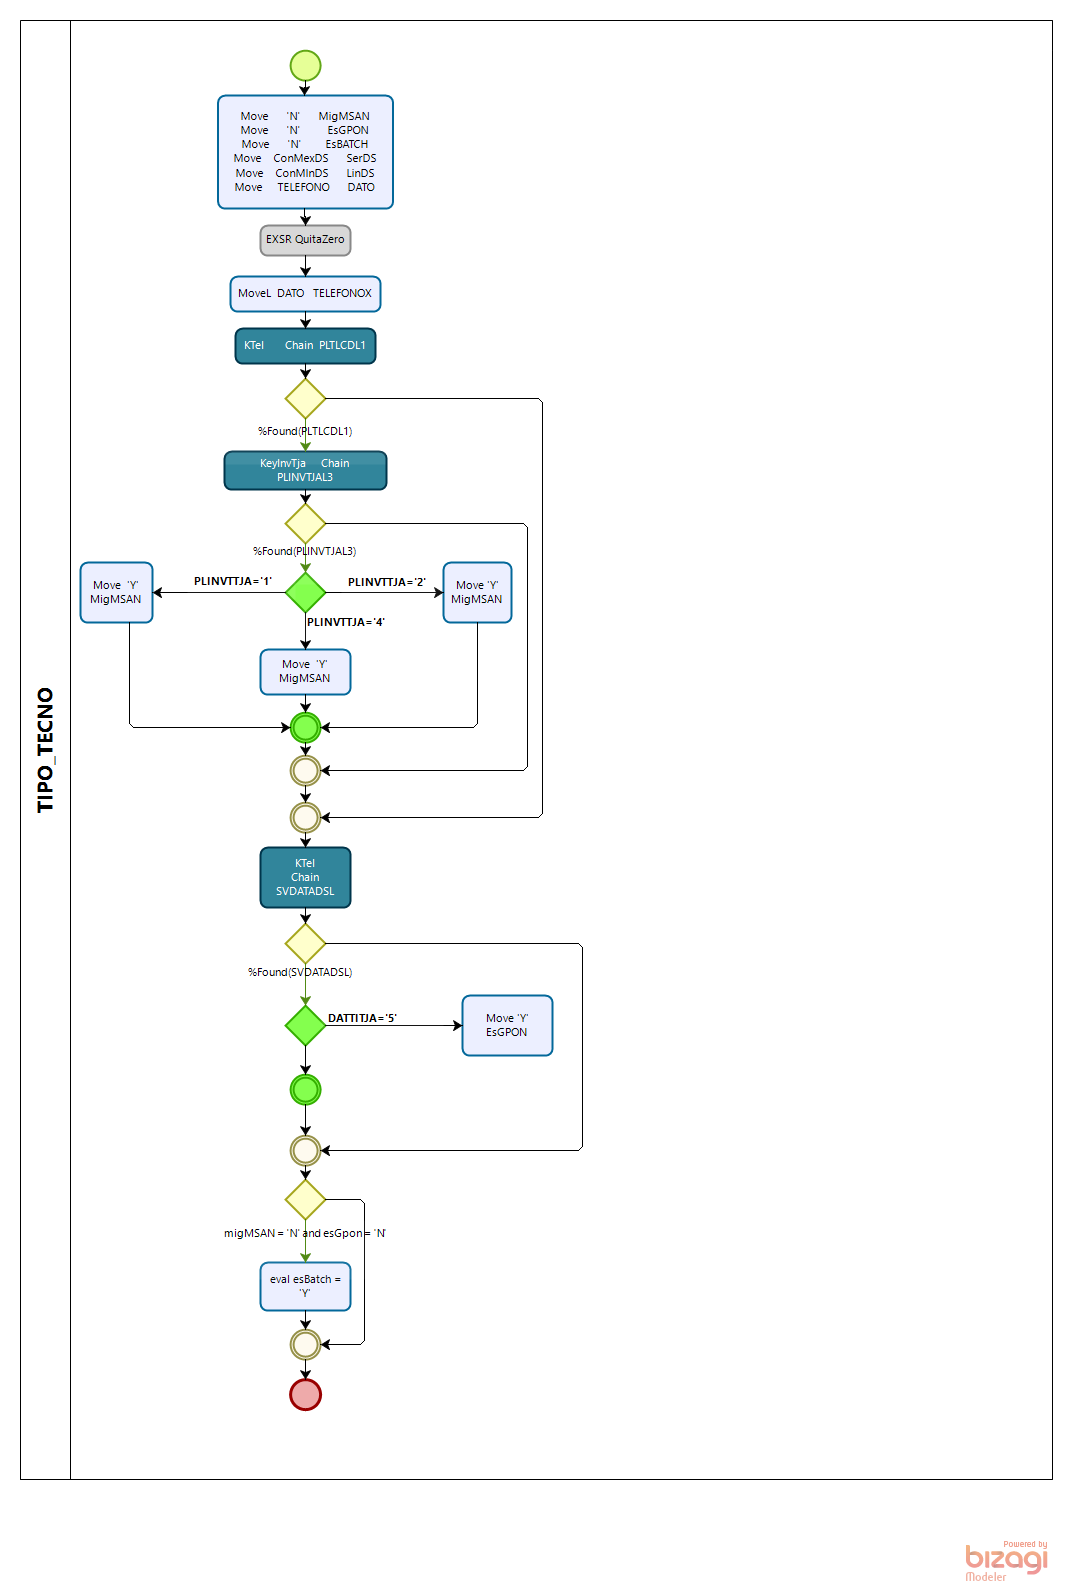 TIPO_TECNO
Move 'N' MigMSAN
Move 'N' EsGPON
Move 'N' EsBATCH
Move ConMexDS SerDS
Move ConMInDS LinDS
Move TELEFONO DATO
EXSR QuitaZero
MoveL DATO TELEFONOX
KTel Chain PLTLCDL1
%Found(PLTLCDL1)
KeyInvTja Chain
PLINVTJAL3
%Found(PLINVTJAL3)
PLINVTTJA='1'
PLINVTTJA='2'
Move 'Y'
MigMSAN
Move 'Y'
MigMSAN
PLINVTTJA='4'
Move 'Y'
MigMSAN
KTel
Chain
SVDATADSL
%Found(SVDATADSL)
DATTITJA='5'
Move 'Y'
EsGPON
migMSAN = 'N' and esGpon = 'N'
eval esBatch =
'Y'
Powered by
bizagi
Modeler